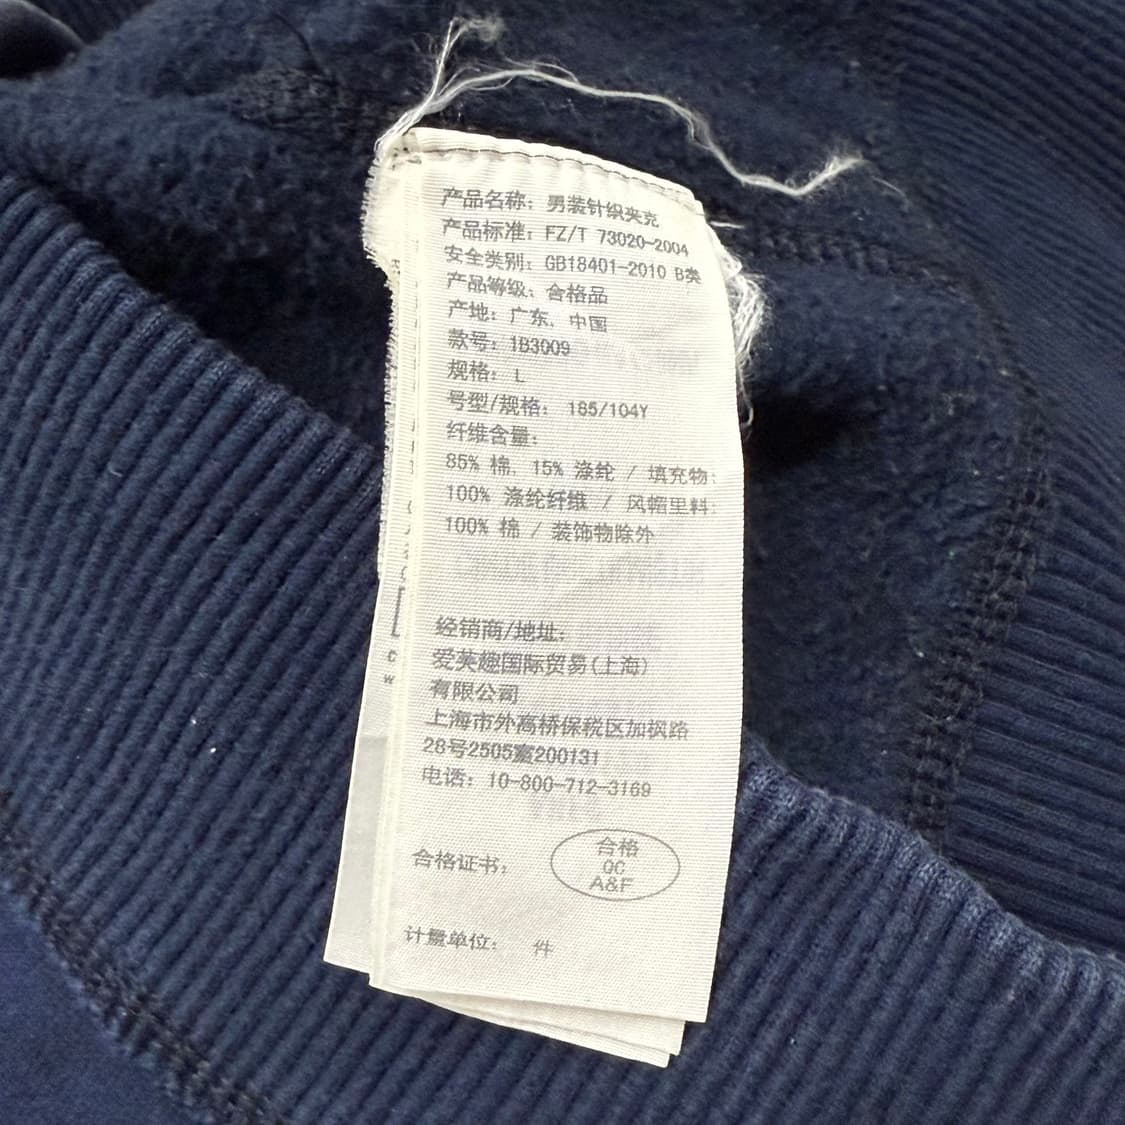 产品名称：男装针织夹克
产品标准：FZ/T 73020-2004
安全类别：GB18401-2010 B类
产品等级：合格品
产地：广东，中国
款号：1B3009
规格：L
号型/规格：185/104Y
纤维含量：
85% 棉，15% 涤纶 / 填充物：
100% 涤纶纤维 / 风帽里料：
100% 棉 / 装饰物除外
经销商/地址：
爱芙趣国际贸易(上海)
有限公司
上海市外高桥保税区加枫路
28号2505室200131
电话：10-800-712-3169
合格证书：
合格
QC
A&F
计量单位： 件